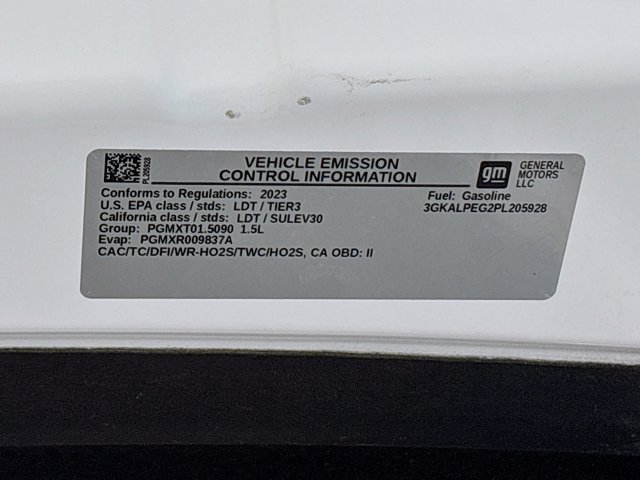 PL205928
VEHICLE EMISSION
CONTROL INFORMATION
gm
GENERAL
MOTORS
LLC
Conforms to Regulations: 2023
U.S. EPA class / stds: LDT / TIER3
California class / stds: LDT / SULEV30
Group: PGMXT01.5090 1.5L
Evap: PGMXR009837A
CAC/TC/DFI/WR-HO2S/TWC/HO2S, CA OBD: II
Fuel: Gasoline
3GKALPEG2PL205928